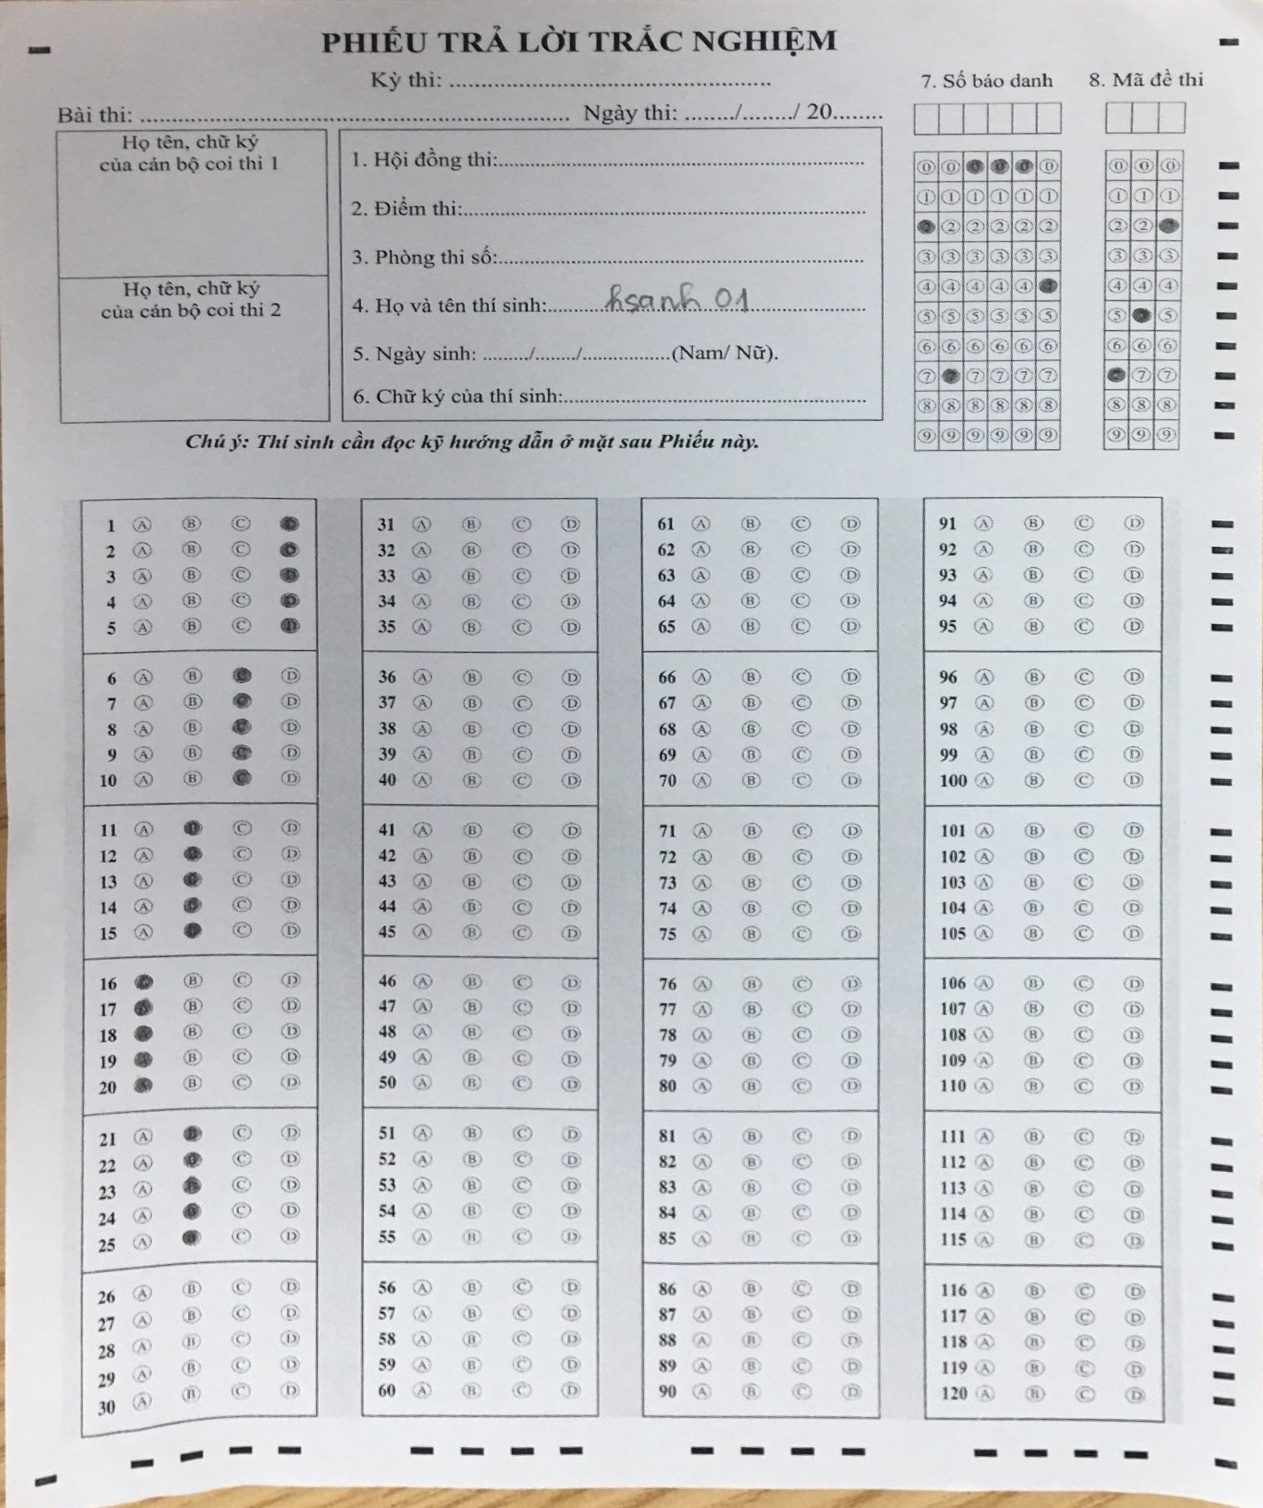 PHIẾU TRẢ LỜI TRẮC NGHIỆM
Kỳ thi: ....................................................
Bài thi: ...................................................................... Ngày thi: ......../......../ 20........
7. Số báo danh
8. Mã đề thi
Họ tên, chữ ký
của cán bộ coi thi 1
Họ tên, chữ ký
của cán bộ coi thi 2
1. Hội đồng thi:............................................................
2. Điểm thi:..................................................................
3. Phòng thi số:............................................................
4. Họ và tên thí sinh:..........hsanh 01....................
5. Ngày sinh: ......../......./...............(Nam/ Nữ).
6. Chữ ký của thí sinh:.................................................
0 0 0 0
1 1 1 1 1 1
2 2 2 2 2
3 3 3 3 3 3
4 4 4 4 4
5 5 5 5 5 5
6 6 6 6 6 6
7 7 7 7 7
8 8 8 8 8 8
9 9 9 9 9 9
0 0 0
1 1 1
2 2
3 3 3
4 4 4
5 5
6 6 6
7 7
8 8 8
9 9 9
Chú ý: Thí sinh cần đọc kỹ hướng dẫn ở mặt sau Phiếu này.
1 A B C D
2 A B C D
3 A B C D
4 A B C D
5 A B C D
6 A B C D
7 A B C D
8 A B C D
9 A B C D
10 A B C D
11 A B C D
12 A C D
13 A C D
14 A C D
15 A C D
16 B C D
17 A B C D
18 A B C D
19 A B C D
20 A B C D
21 A B C D
22 A C D
23 A B C D
24 A B C D
25 A B C D
26 A B C D
27 A B C D
28 A B C D
29 A B C D
30 A B C D
31 A B C D
32 A B C D
33 A B C D
34 A B C D
35 A B C D
36 A B C D
37 A B C D
38 A B C D
39 A B C D
40 A B C D
41 A B C D
42 A B C D
43 A B C D
44 A B C D
45 A B C D
46 A B C D
47 A B C D
48 A B C D
49 A B C D
50 A B C D
51 A B C D
52 A B C D
53 A B C D
54 A B C D
55 A B C D
56 A B C D
57 A B C D
58 A B C D
59 A B C D
60 A B C D
61 A B C D
62 A B C D
63 A B C D
64 A B C D
65 A B C D
66 A B C D
67 A B C D
68 A B C D
69 A B C D
70 A B C D
71 A B C D
72 A B C D
73 A B C D
74 A B C D
75 A B C D
76 A B C D
77 A B C D
78 A B C D
79 A B C D
80 A B C D
81 A B C D
82 A B C D
83 A B C D
84 A B C D
85 A B C D
86 A B C D
87 A B C D
88 A B C D
89 A B C D
90 A B C D
91 A B C D
92 A B C D
93 A B C D
94 A B C D
95 A B C D
96 A B C D
97 A B C D
98 A B C D
99 A B C D
100 A B C D
101 A B C D
102 A B C D
103 A B C D
104 A B C D
105 A B C D
106 A B C D
107 A B C D
108 A B C D
109 A B C D
110 A B C D
111 A B C D
112 A B C D
113 A B C D
114 A B C D
115 A B C D
116 A B C D
117 A B C D
118 A B C D
119 A B C D
120 A B C D